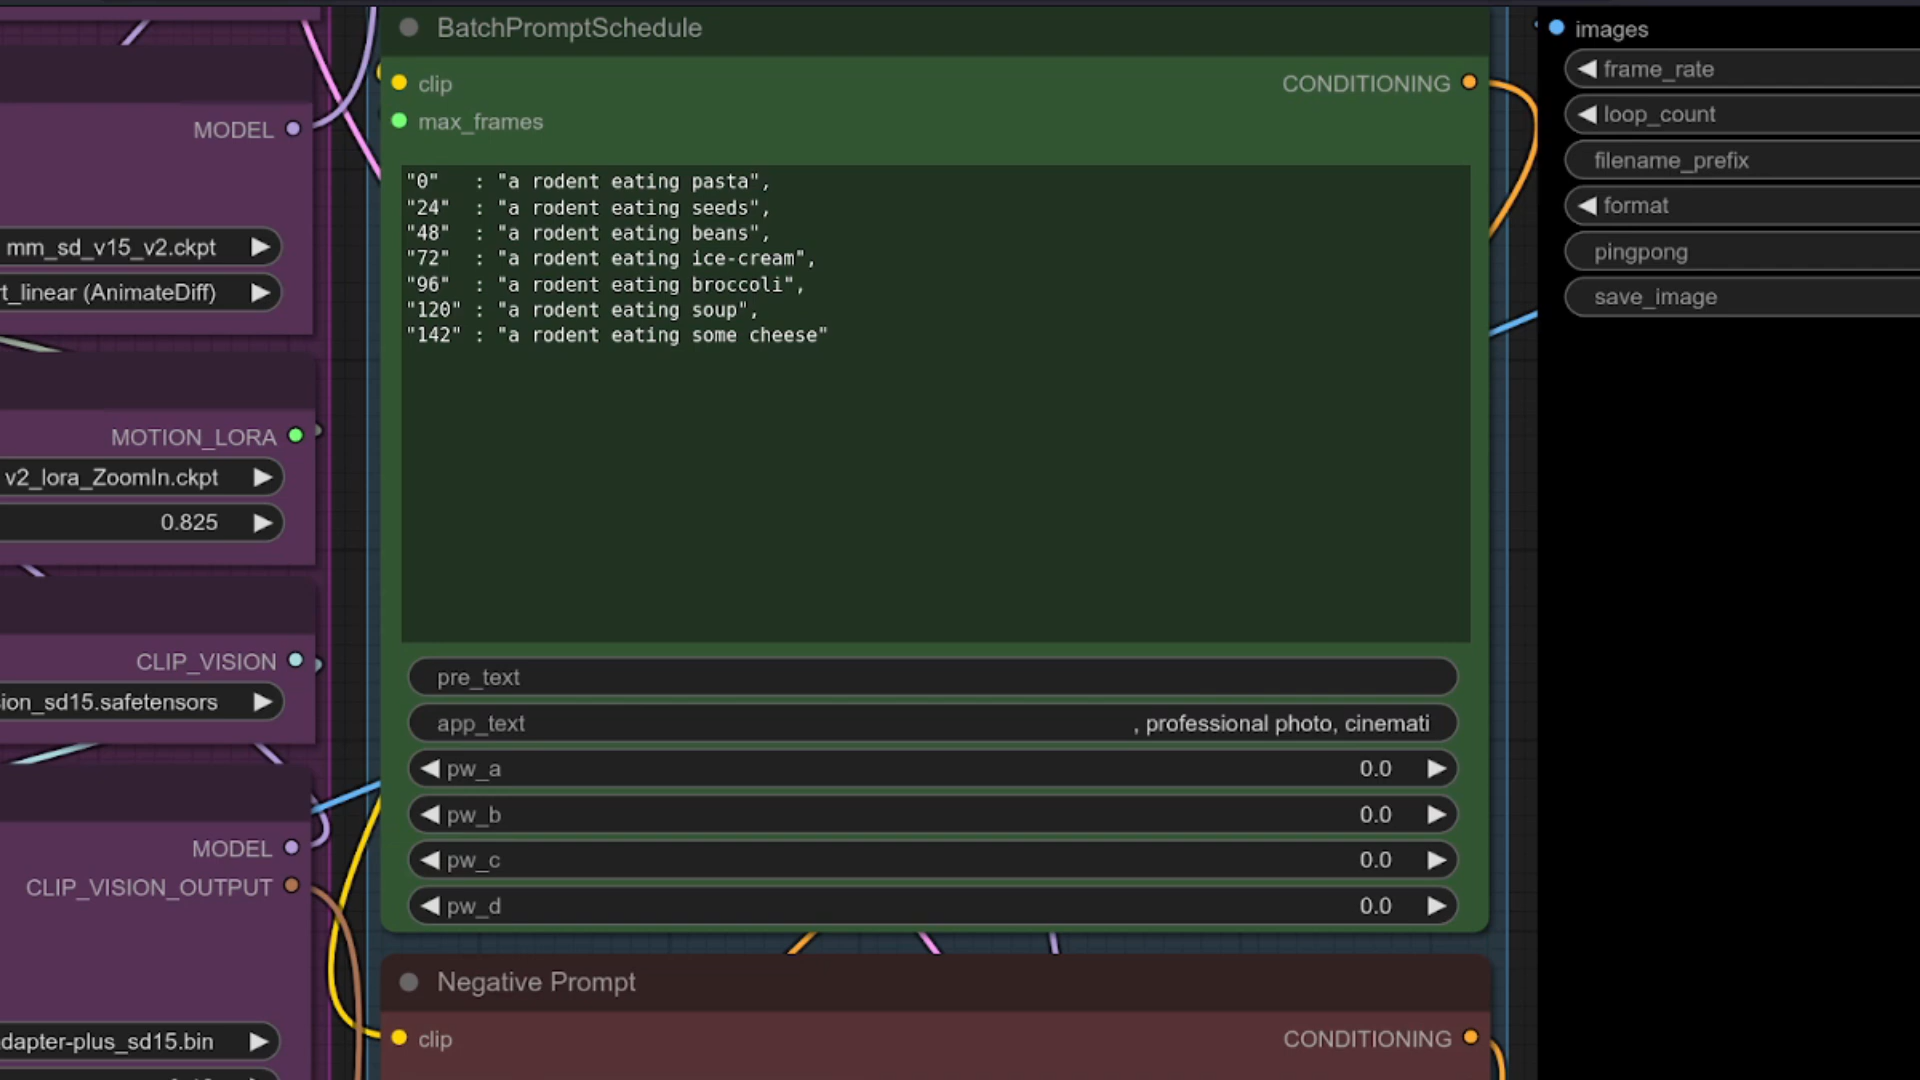 BatchPromptSchedule
clip
CONDITIONING
max_frames
"0" : "a rodent eating pasta",
"24" : "a rodent eating seeds",
"48" : "a rodent eating beans",
"72" : "a rodent eating ice-cream",
"96" : "a rodent eating broccoli",
"120" : "a rodent eating soup",
"142" : "a rodent eating some cheese"
pre_text
app_text , professional photo, cinemati
pw_a 0.0
pw_b 0.0
pw_c 0.0
pw_d 0.0
Negative Prompt
clip
CONDITIONING
MODEL
mm_sd_v15_v2.ckpt
t_linear (AnimateDiff)
MOTION_LORA
v2_lora_ZoomIn.ckpt
0.825
CLIP_VISION
ion_sd15.safetensors
MODEL
CLIP_VISION_OUTPUT
dapter-plus_sd15.bin
images
frame_rate
loop_count
filename_prefix
format
pingpong
save_image